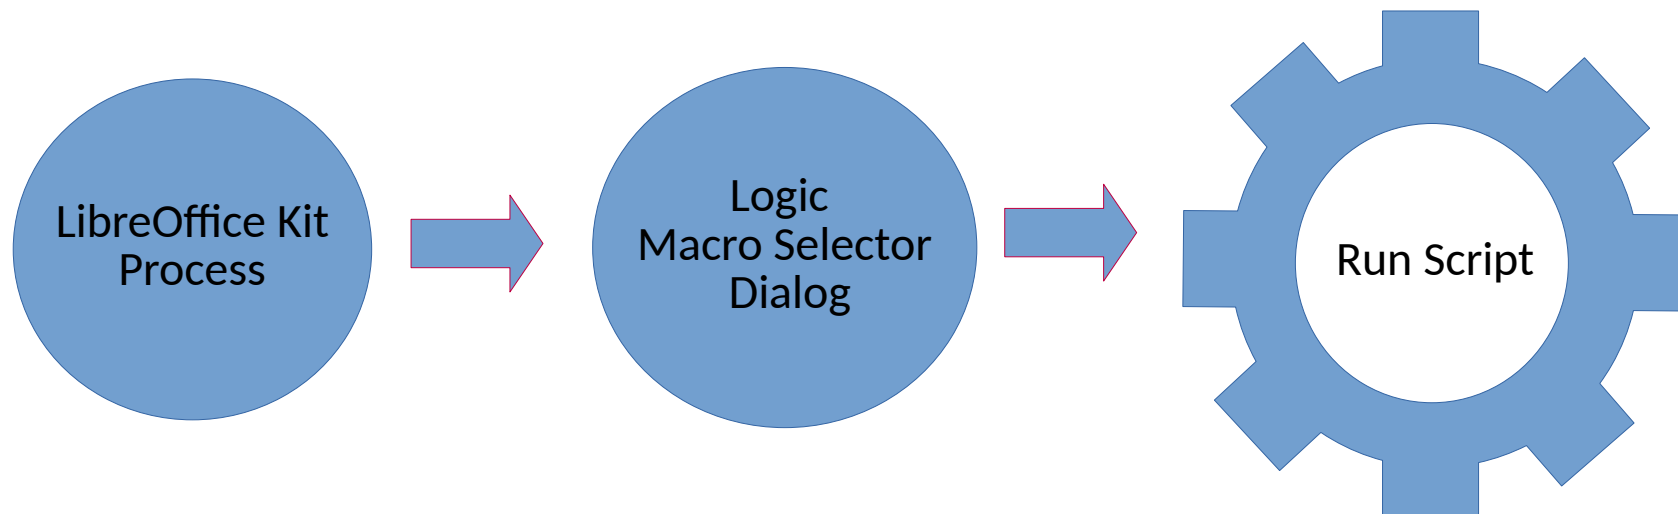 LibreOffice Kit
Process
Logic
Macro Selector
Dialog
Run Script